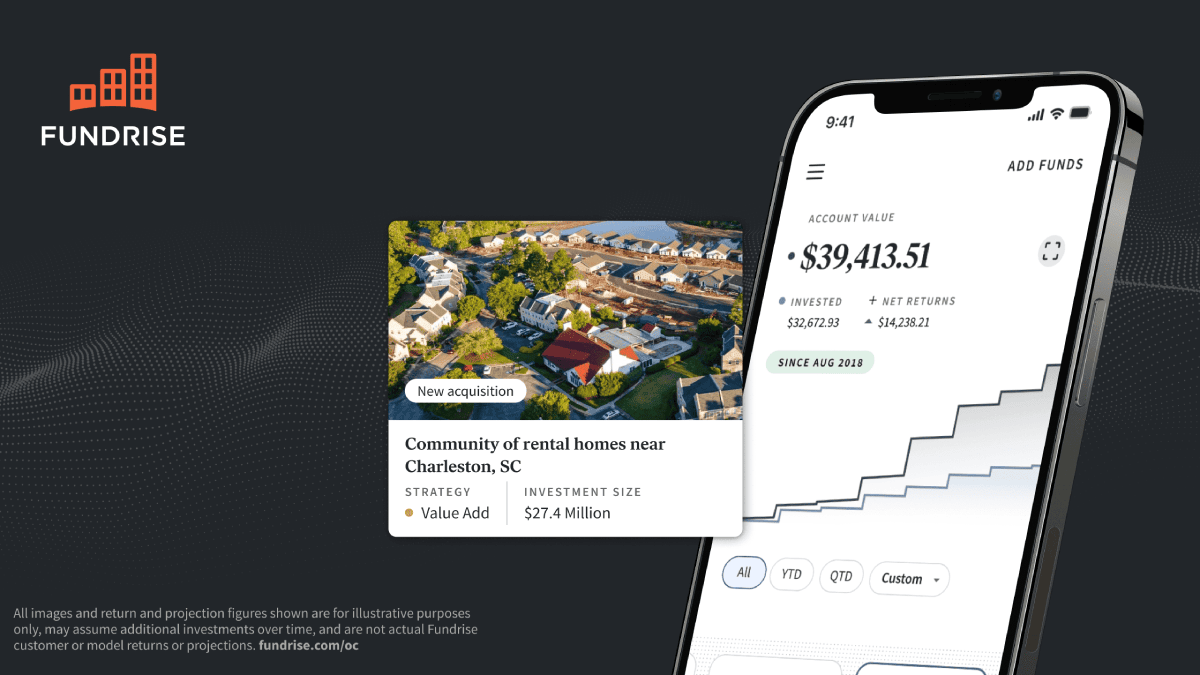 FUNDRISE
9:41
ADD FUNDS
ACCOUNT VALUE
$39,413.51
INVESTED
+ NET RETURNS
$32,672.93
$14,238.21
SINCE AUG 2018
New acquisition
Community of rental homes near
Charleston, SC
STRATEGY
INVESTMENT SIZE
Value Add
$27.4 Million
All
YTD
QTD
Custom
All images and return and projection figures shown are for illustrative purposes
only, may assume additional investments over time, and are not actual Fundrise
customer or model returns or projections. fundrise.com/oc